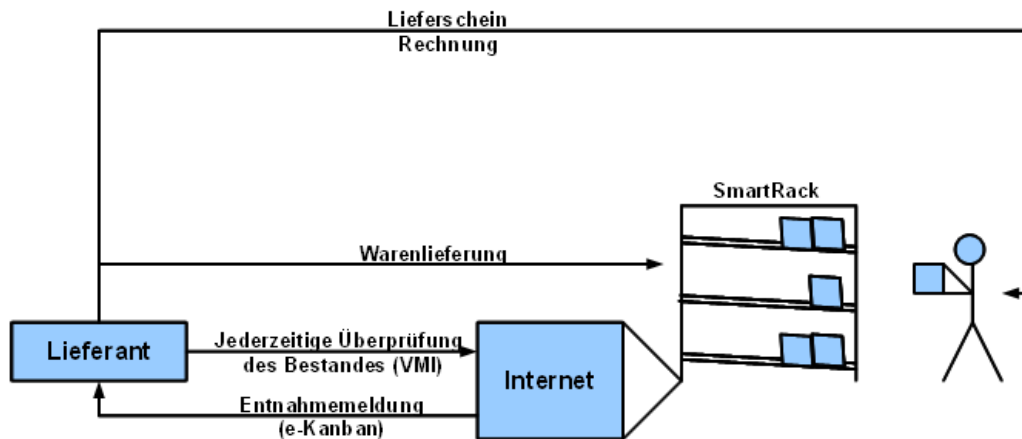 Lieferschein
Rechnung
SmartRack
Warenlieferung
Lieferant
Jederzeitige Überprüfung
des Bestandes (VMI)
Internet
Entnahmemeldung
(e-Kanban)